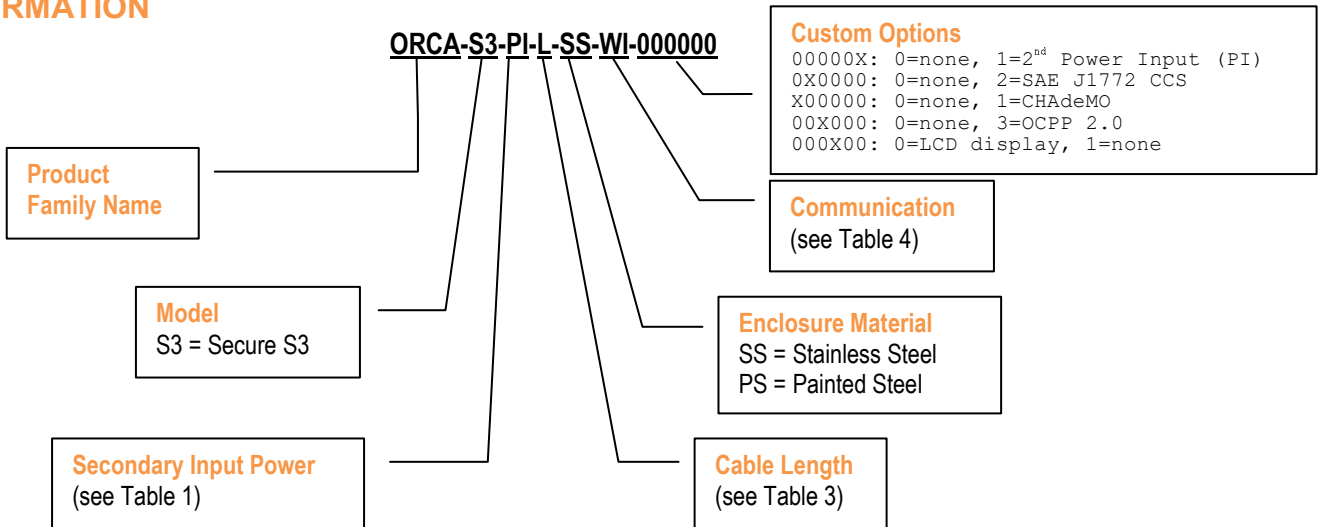 RMATION
ORCA-S3-PI-L-SS-WI-000000
Custom Options
00000X: 0=none, 1=2nd Power Input (PI)
0X0000: 0=none, 2=SAE J1772 CCS
X00000: 0=none, 1=CHAdeMO
00X000: 0=none, 3=OCPP 2.0
000X00: 0=LCD display, 1=none
Product
Family Name
Communication
(see Table 4)
Model
S3 = Secure S3
Enclosure Material
SS = Stainless Steel
PS = Painted Steel
Secondary Input Power
(see Table 1)
Cable Length
(see Table 3)